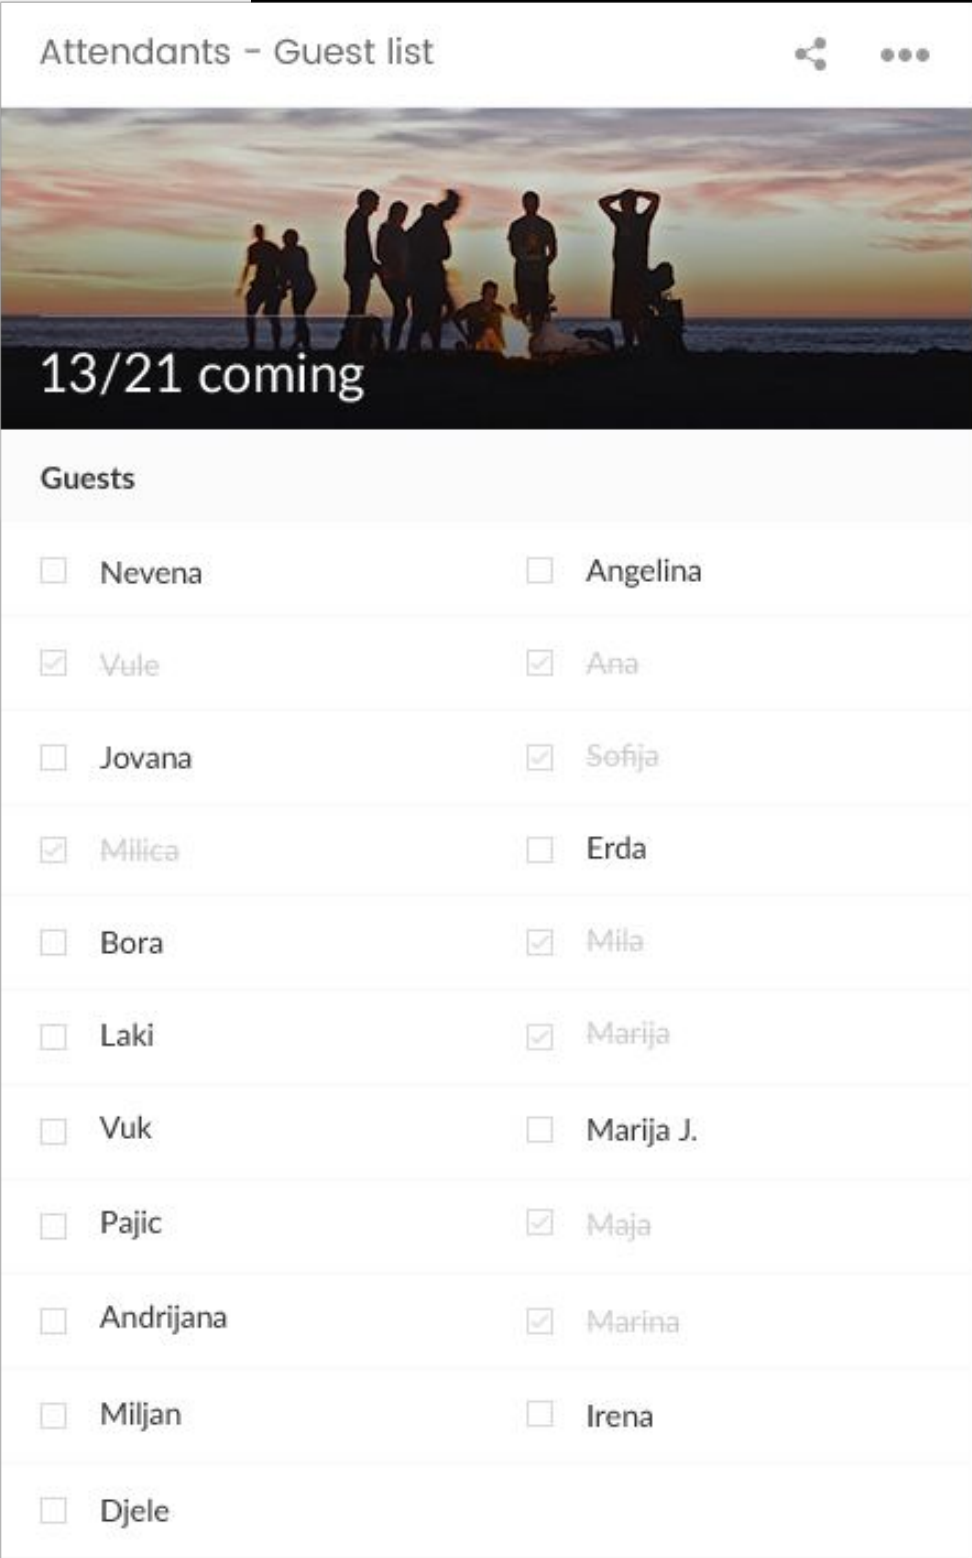 Attendants - Guest list
13/21 coming
Guests
Nevena
Angelina
Vule
Ana
Jovana
Sofija
Milica
Erda
Bora
Mila
Laki
Marija
Vuk
Marija J.
Pajic
Maja
Andrijana
Marina
Miljan
Irena
Djele